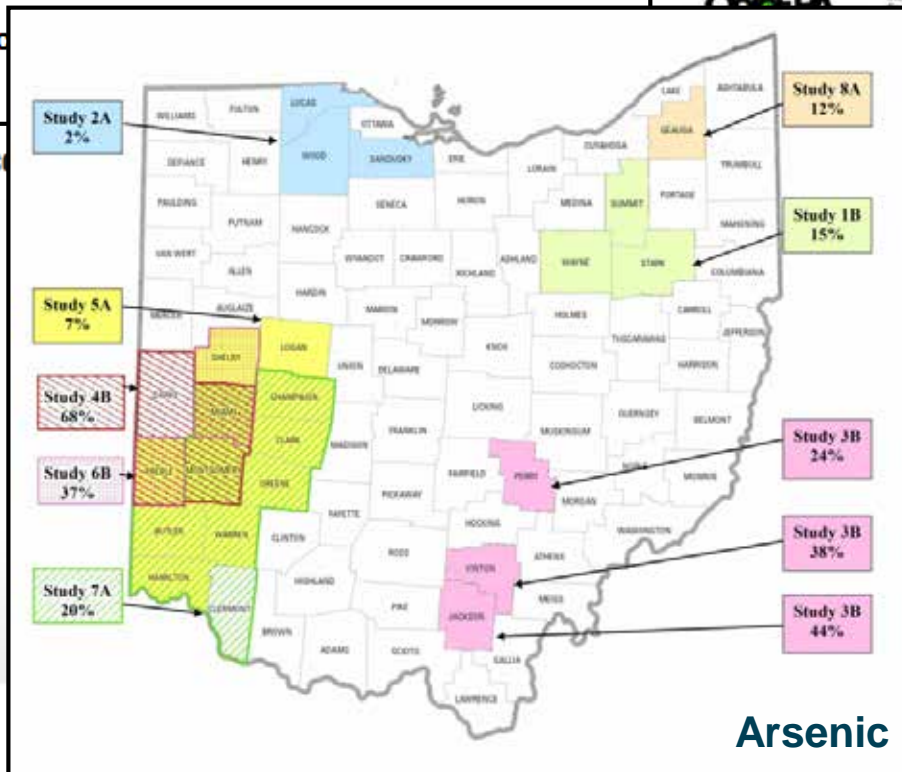 Study 2A
2%
Study 8A
12%
Study 1B
15%
Study 5A
7%
Study 4B
68%
Study 6B
37%
Study 7A
20%
Study 3B
24%
Study 3B
38%
Study 3B
44%
WILLIAMS
FULTON
LUCAS
OTTAWA
LAKE
ASHTABULA
GEAUGA
CUYAHOGA
TRUMBULL
DEFIANCE
HENRY
WOOD
SANDUSKY
ERIE
LORAIN
MEDINA
SUMMIT
PORTAGE
MAHONING
PAULDING
PUTNAM
HANCOCK
SENECA
HURON
ASHLAND
WAYNE
STARK
COLUMBIANA
VAN WERT
ALLEN
WYANDOT
CRAWFORD
RICHLAND
HARDIN
MARION
MORROW
HOLMES
CARROLL
JEFFERSON
MERCER
AUGLAIZE
LOGAN
UNION
DELAWARE
KNOX
COSHOCTON
TUSCARAWAS
HARRISON
SHELBY
DARKE
MIAMI
CHAMPAIGN
LICKING
GUERNSEY
BELMONT
CLARK
MADISON
FRANKLIN
MUSKINGUM
PREBLE
MONTGOMERY
GREENE
FAIRFIELD
PERRY
NOBLE
MONROE
MORGAN
PICKAWAY
FAYETTE
HOCKING
WASHINGTON
BUTLER
WARREN
CLINTON
ROSS
ATHENS
VINTON
HAMILTON
CLERMONT
HIGHLAND
PIKE
JACKSON
MEIGS
BROWN
ADAMS
SCIOTO
GALLIA
LAWRENCE
Arsenic